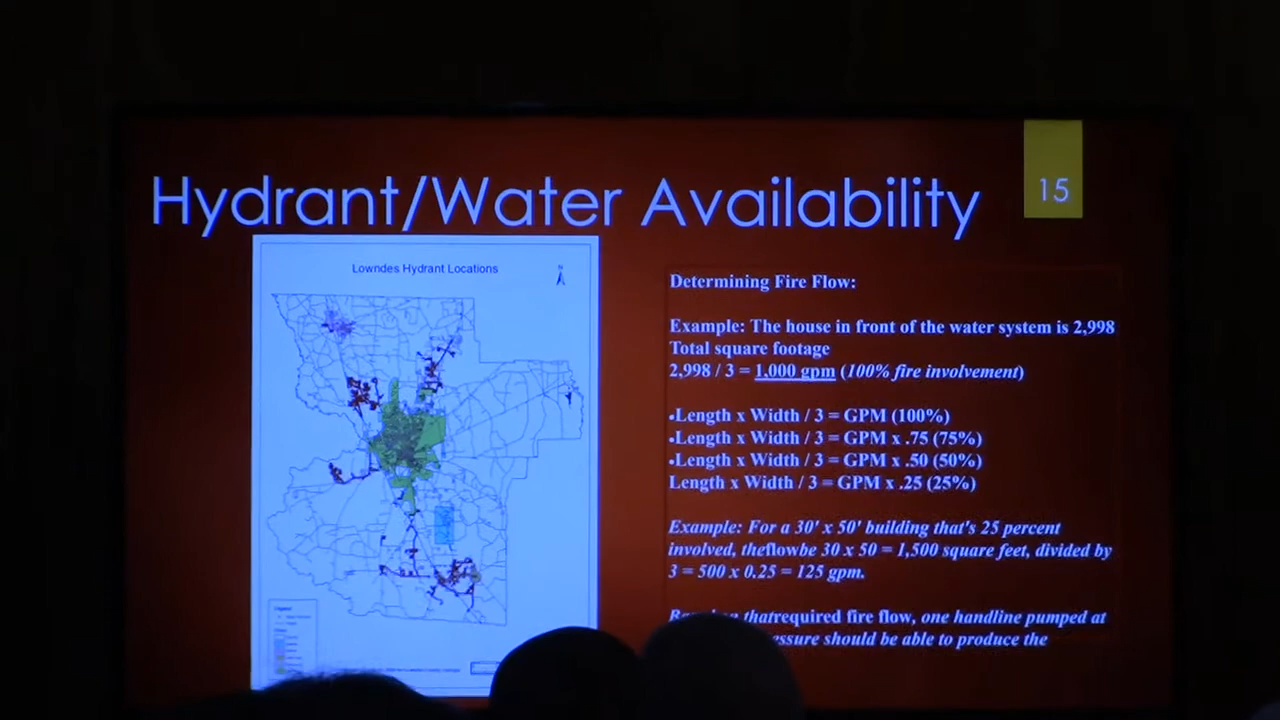 Hydrant/Water Availability
15
Lowndes Hydrant Locations
N
Determining Fire Flow:
Example: The house in front of the water system is 2,998
Total square footage
2,998 / 3 = 1,000 gpm (100% fire involvement)
•Length x Width / 3 = GPM (100%)
•Length x Width / 3 = GPM x .75 (75%)
•Length x Width / 3 = GPM x .50 (50%)
Length x Width / 3 = GPM x .25 (25%)
Example: For a 30' x 50' building that's 25 percent
involved, theflowbe 30 x 50 = 1,500 square feet, divided by
3 = 500 x 0.25 = 125 gpm.
thatrequired fire flow, one handline pumped at
should be able to produce the